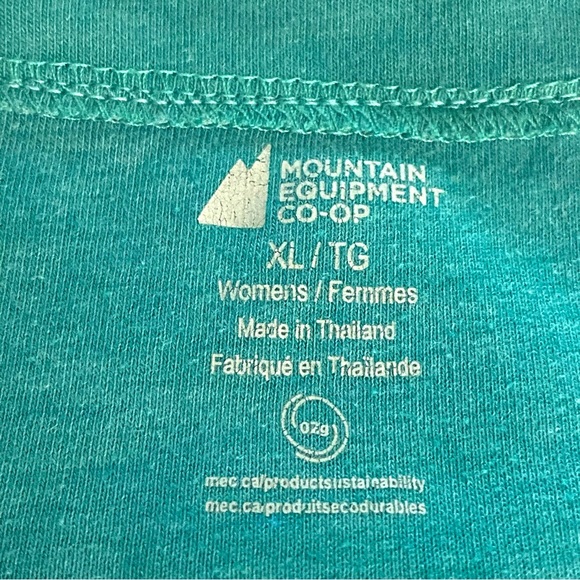 MOUNTAIN
EQUIPMENT
CO-OP
XL / TG
Womens / Femmes
Made in Thailand
Fabriqué en Thaïlande
02g
mec.ca/productsustainability
mec.ca/produitsecodurables